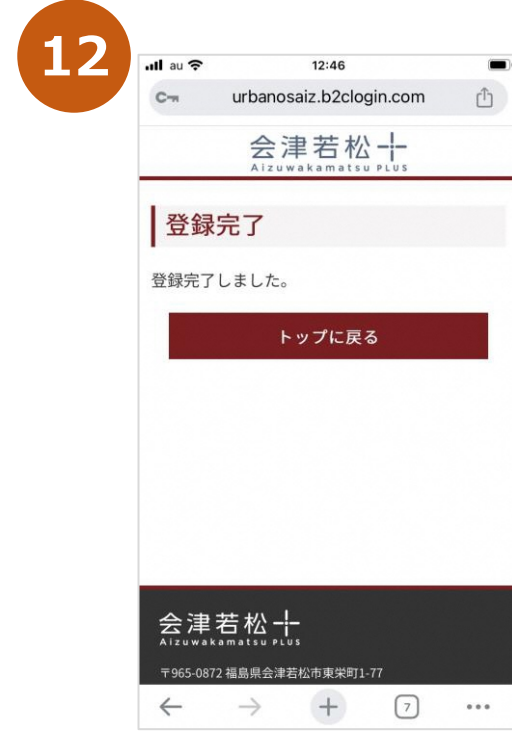 12
au 12:46
urbanosaiz.b2clogin.com
会津若松
Aizuwakamatsu PLUS
登録完了
登録完了しました。
トップに戻る
会津若松
Aizuwakamatsu PLUS
〒965-0872 福島県会津若松市東栄町1-77
7